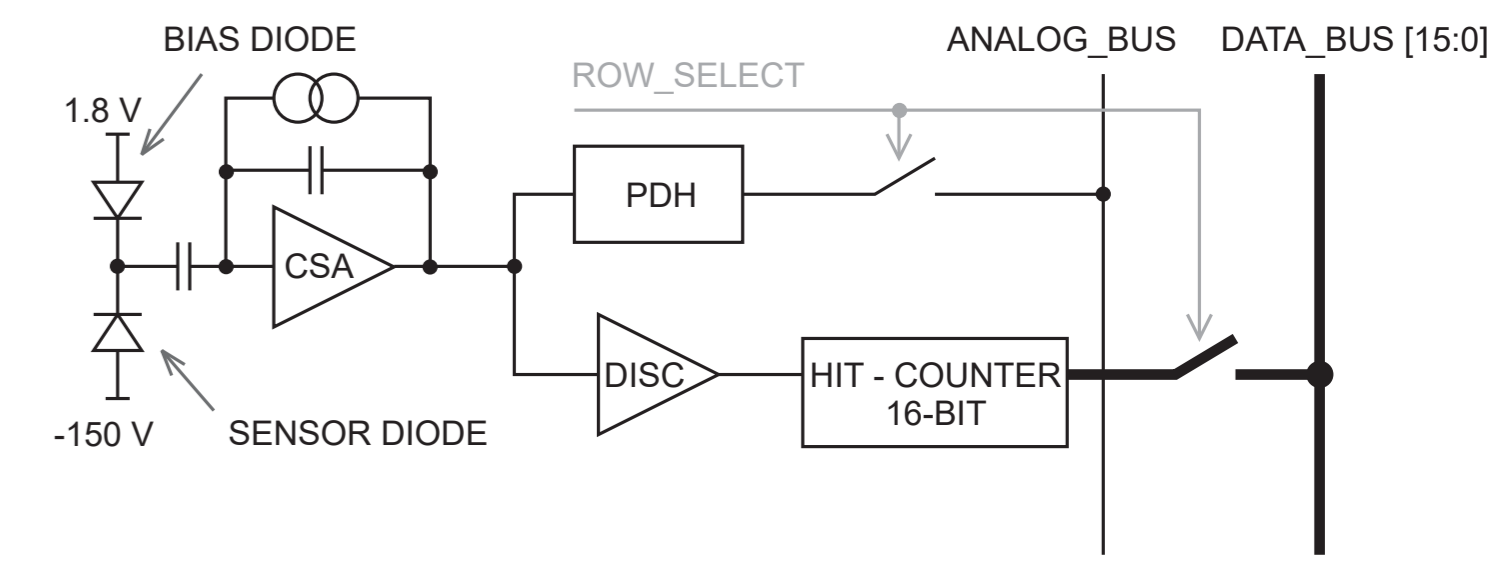 BIAS DIODE
ANALOG_BUS
DATA_BUS [15:0]
ROW_SELECT
1.8 V
PDH
CSA
DISC
HIT - COUNTER
16-BIT
-150 V
SENSOR DIODE